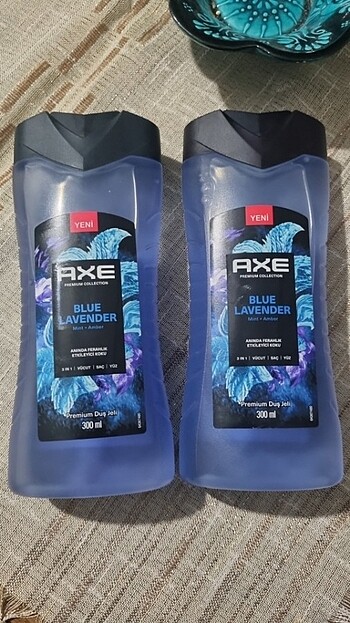 YENİ
AXE
PREMIUM COLLECTION
BLUE
LAVENDER
Mint + Amber
ANINDA FERAHLIK
ETKİLEYİCİ KOKU
3 IN 1 | VÜCUT | SAÇ | YÜZ
Premium Duş Jeli
300 ml
YENİ
AXE
PREMIUM COLLECTION
BLUE
LAVENDER
Mint + Amber
ANINDA FERAHLIK
ETKİLEYİCİ KOKU
3 IN 1 | VÜCUT | SAÇ | YÜZ
Premium Duş Jeli
300 ml